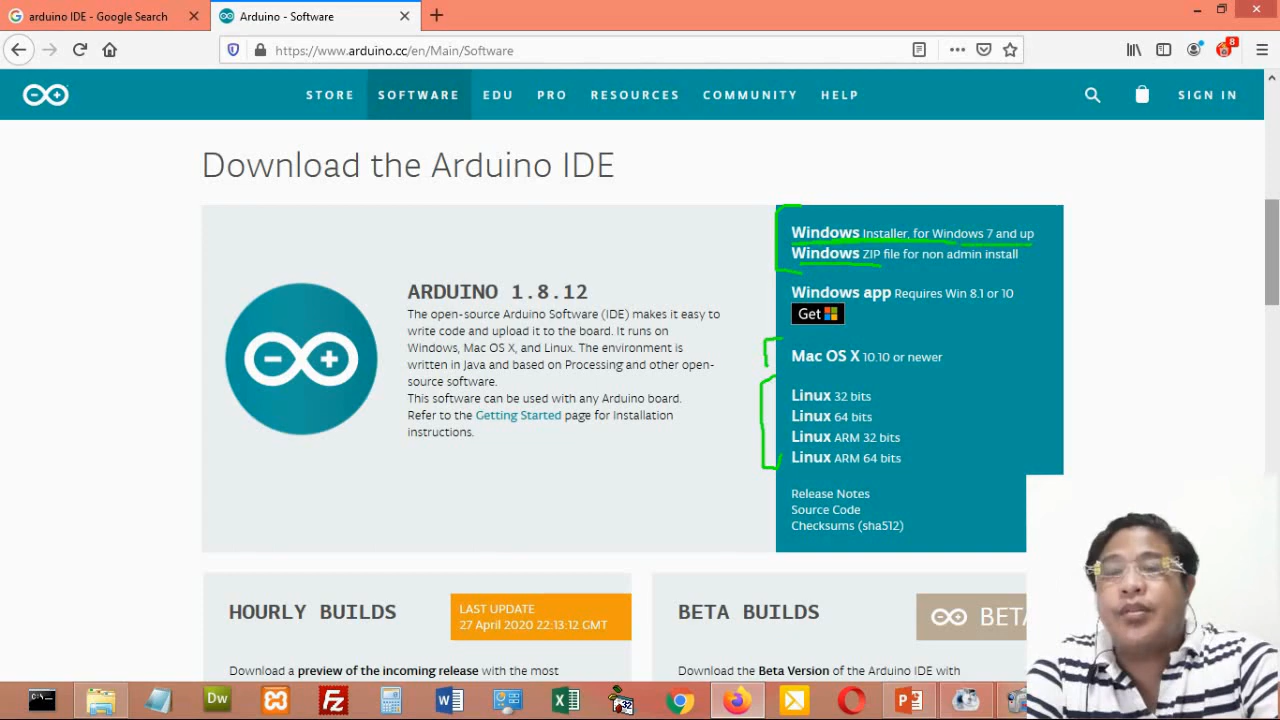 arduino IDE - Google Search
Arduino - Software
https://www.arduino.cc/en/Main/Software
8
STORE SOFTWARE EDU PRO RESOURCES COMMUNITY HELP SIGN IN
Download the Arduino IDE
ARDUINO 1.8.12
The open-source Arduino Software (IDE) makes it easy to
write code and upload it to the board. It runs on
Windows, Mac OS X, and Linux. The environment is
written in Java and based on Processing and other open-
source software.
This software can be used with any Arduino board.
Refer to the Getting Started page for Installation
instructions.
Windows Installer, for Windows 7 and up
Windows ZIP file for non admin install
Windows app Requires Win 8.1 or 10
Get
Mac OS X 10.10 or newer
Linux 32 bits
Linux 64 bits
Linux ARM 32 bits
Linux ARM 64 bits
Release Notes
Source Code
Checksums (sha512)
HOURLY BUILDS
LAST UPDATE
27 April 2020 22:13:12 GMT
Download a preview of the incoming release with the most
BETA BUILDS
BETA
Download the Beta Version of the Arduino IDE with
Dw